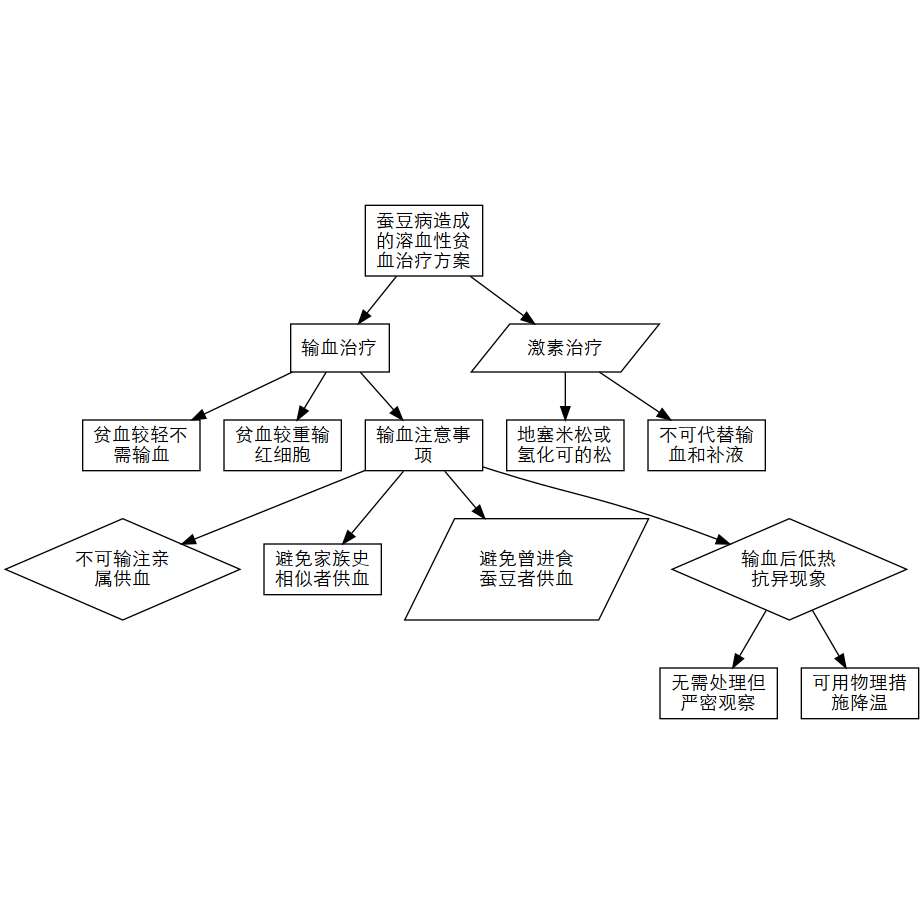 蚕豆病造成
的溶血性贫
血治疗方案
输血治疗
激素治疗
贫血较轻不
需输血
贫血较重输
红细胞
输血注意事
项
地塞米松或
氢化可的松
不可代替输
血和补液
不可输注亲
属供血
避免家族史
相似者供血
避免曾进食
蚕豆者供血
输血后低热
抗异现象
无需处理但
严密观察
可用物理措
施降温